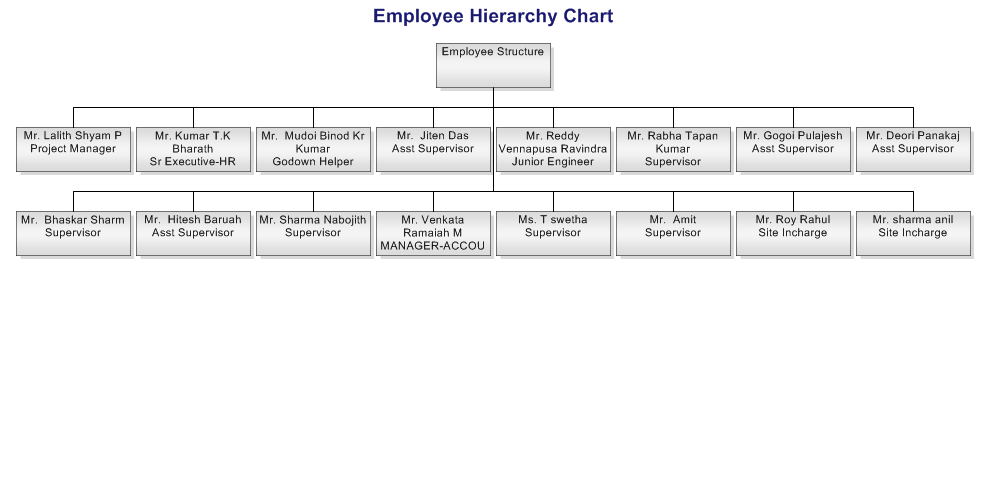 Employee Hierarchy Chart
Employee Structure
Mr. Lalith Shyam P
Project Manager
Mr. Kumar T.K
Bharath
Sr Executive-HR
Mr. Mudoi Binod Kr
Kumar
Godown Helper
Mr. Jiten Das
Asst Supervisor
Mr. Reddy
Vennapusa Ravindra
Junior Engineer
Mr. Rabha Tapan
Kumar
Supervisor
Mr. Gogoi Pulajesh
Asst Supervisor
Mr. Deori Panakaj
Asst Supervisor
Mr. Bhaskar Sharm
Supervisor
Mr. Hitesh Baruah
Asst Supervisor
Mr. Sharma Nabojith
Supervisor
Mr. Venkata
Ramaiah M
MANAGER-ACCOU
Ms. T swetha
Supervisor
Mr. Amit
Supervisor
Mr. Roy Rahul
Site Incharge
Mr. sharma anil
Site Incharge